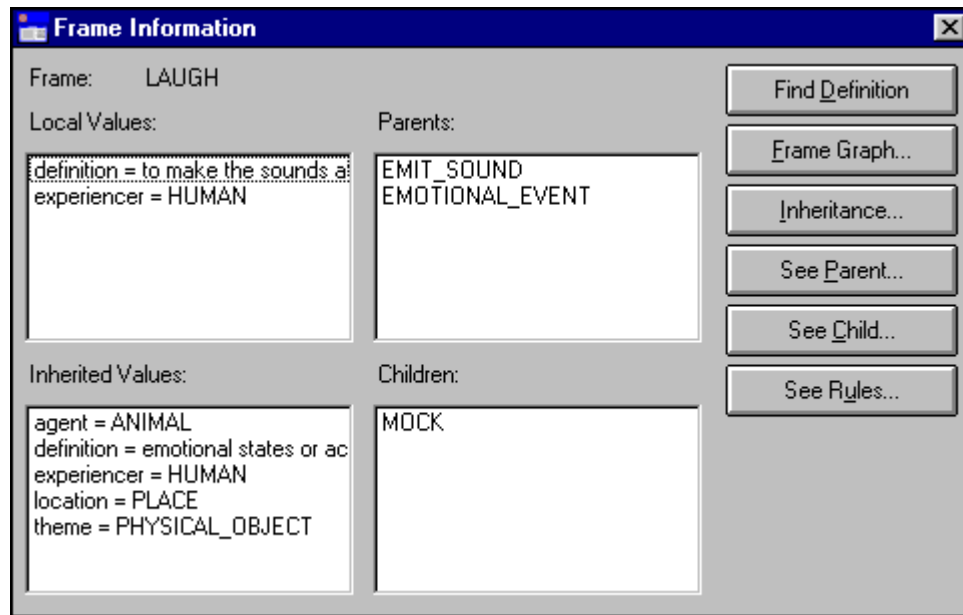 Frame Information
Frame: LAUGH
Local Values:
definition = to make the sounds a
experiencer = HUMAN
Parents:
EMIT_SOUND
EMOTIONAL_EVENT
Inherited Values:
agent = ANIMAL
definition = emotional states or ac
experiencer = HUMAN
location = PLACE
theme = PHYSICAL_OBJECT
Children:
MOCK
Find Definition
Frame Graph...
Inheritance...
See Parent...
See Child...
See Rules...